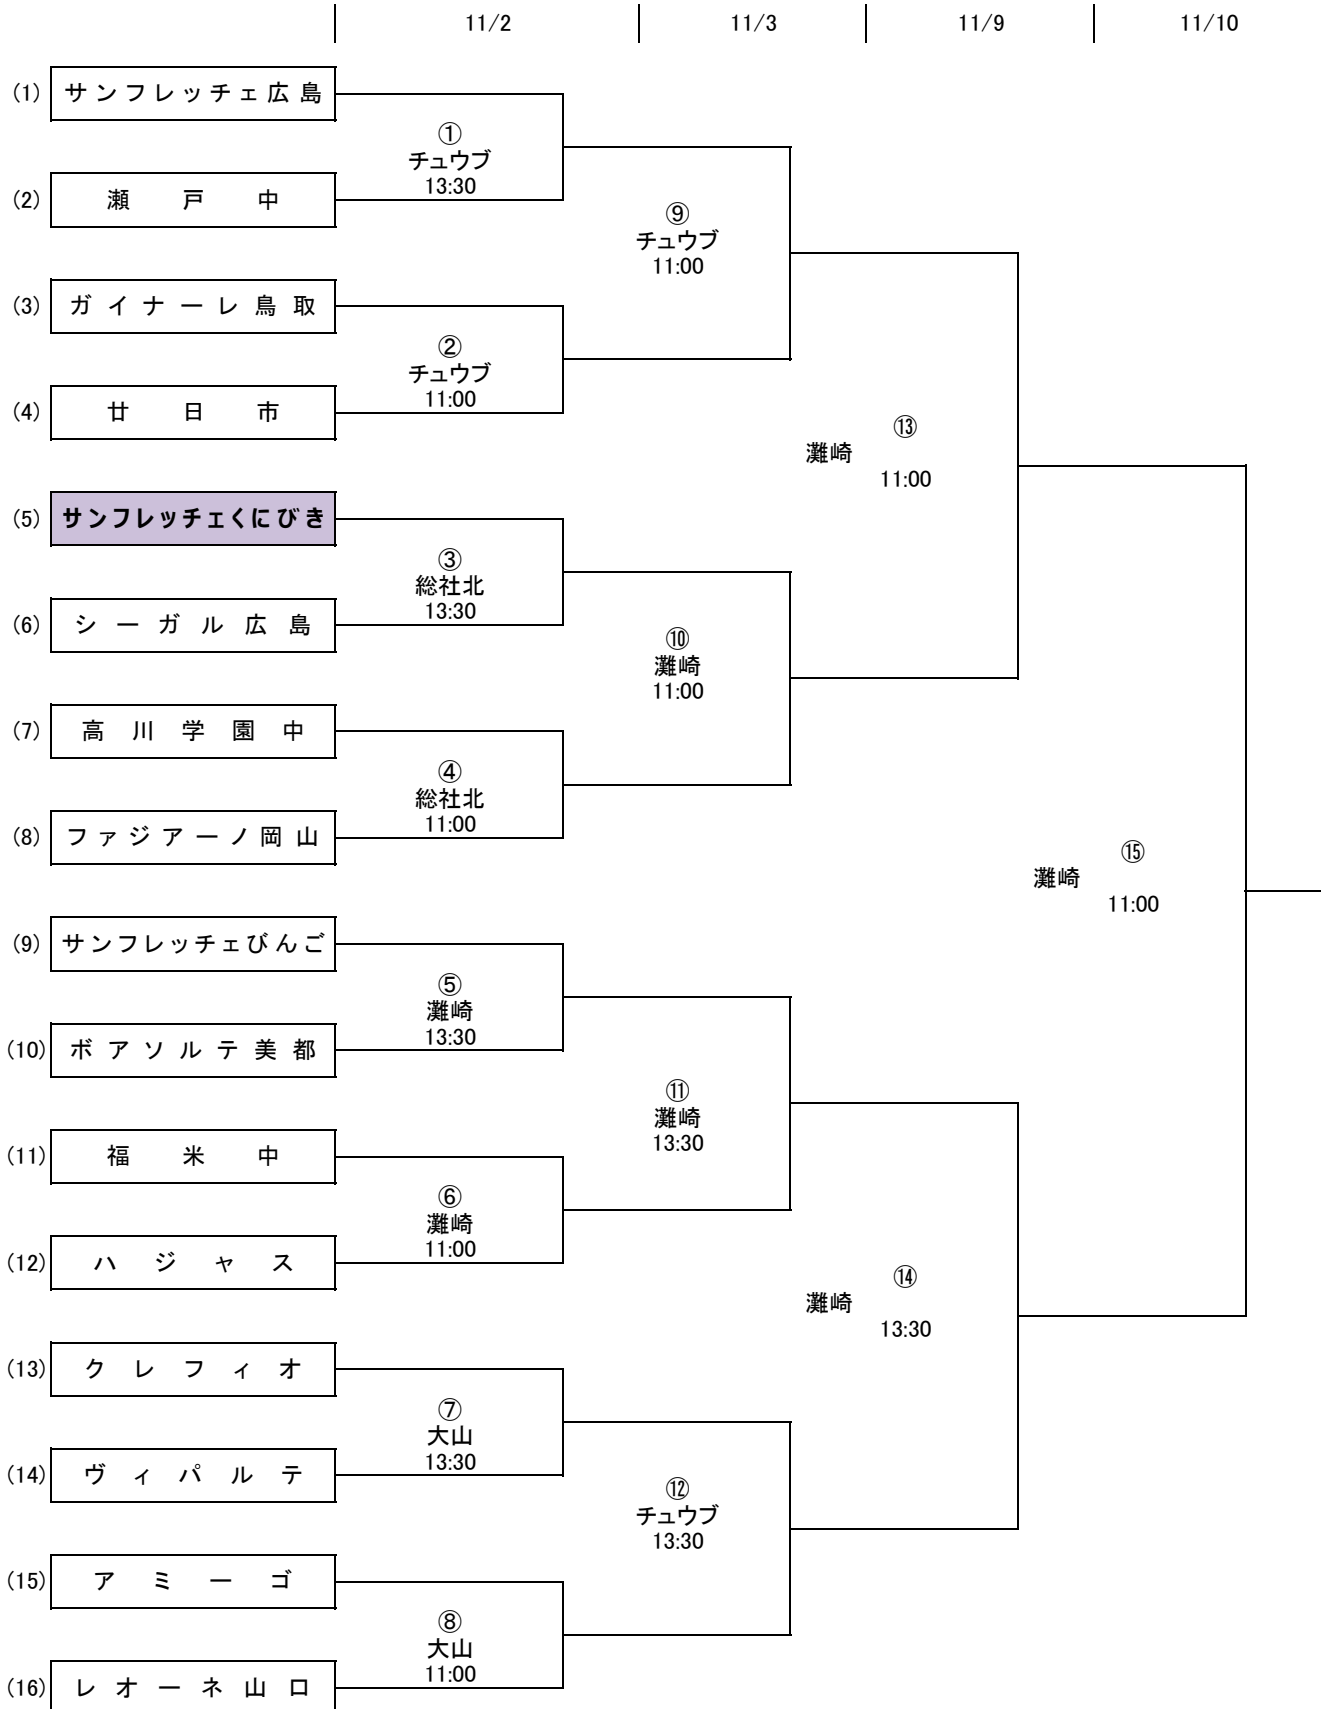 11/2 11/3 11/9 11/10
(1) サンフレッチェ広島
①
チュウブ
13:30
(2) 瀬戸中
⑨
チュウブ
11:00
(3) ガイナーレ鳥取
②
チュウブ
11:00
(4) 廿日市
⑬
灘崎
11:00
(5) サンフレッチェくにびき
③
総社北
13:30
(6) シーガル広島
⑩
灘崎
11:00
(7) 高川学園中
④
総社北
11:00
(8) ファジアーノ岡山
⑮
灘崎
11:00
(9) サンフレッチェびんご
⑤
灘崎
13:30
(10) ボアソルテ美都
⑪
灘崎
13:30
(11) 福米中
⑥
灘崎
11:00
(12) ハジャス
⑭
灘崎
13:30
(13) クレフィオ
⑦
大山
13:30
(14) ヴィパルテ
⑫
チュウブ
13:30
(15) アミーゴ
⑧
大山
11:00
(16) レオーネ山口